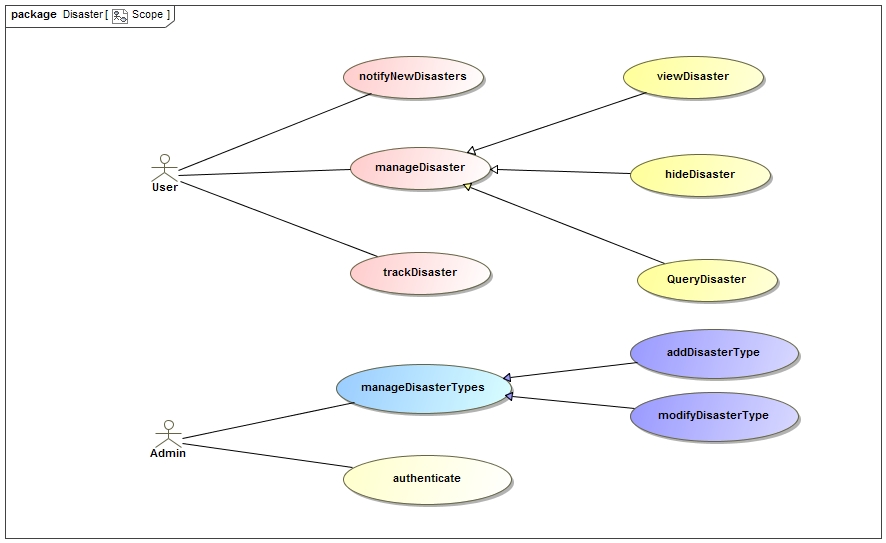 package Disaster [ Scope ]
notifyNewDisasters
viewDisaster
manageDisaster
hideDisaster
User
trackDisaster
QueryDisaster
addDisasterType
manageDisasterTypes
modifyDisasterType
Admin
authenticate